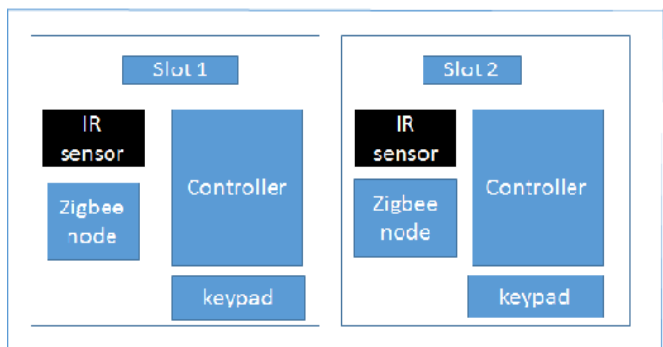 Slot 1
IR
sensor
Controller
Zigbee
node
keypad
Slot 2
IR
sensor
Controller
Zigbee
node
keypad